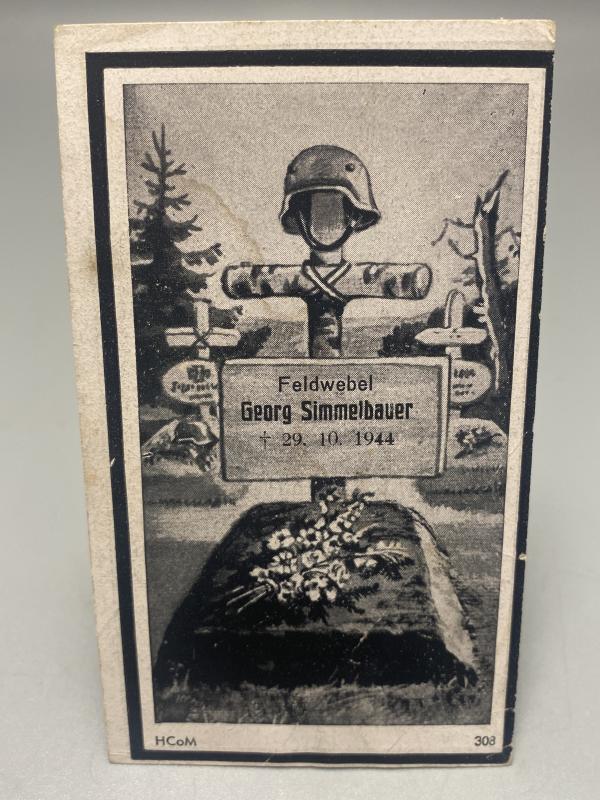 Feldwebel
Georg Simmelbauer
† 29. 10. 1944
HCoM
308